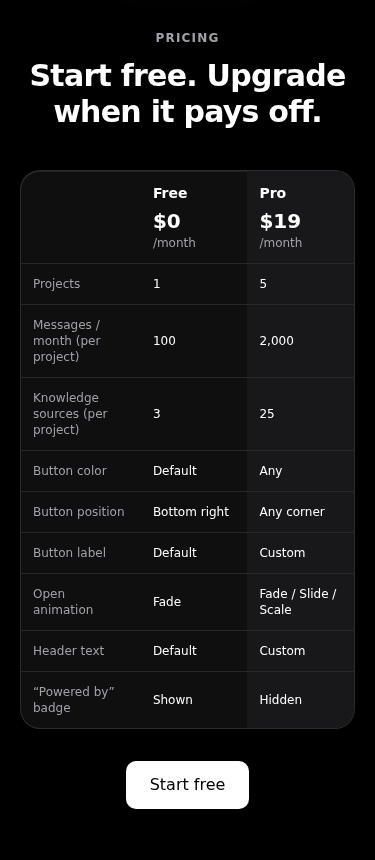 PRICING
Start free. Upgrade
when it pays off.
Free Pro
$0 $19
/month /month
Projects 1 5
Messages /
month (per 100 2,000
project)
Knowledge
sources (per 3 25
project)
Button color Default Any
Button position Bottom right Any corner
Button label Default Custom
Open Fade / Slide /
animation Fade Scale
Header text Default Custom
“Powered by”
badge Shown Hidden
Start free